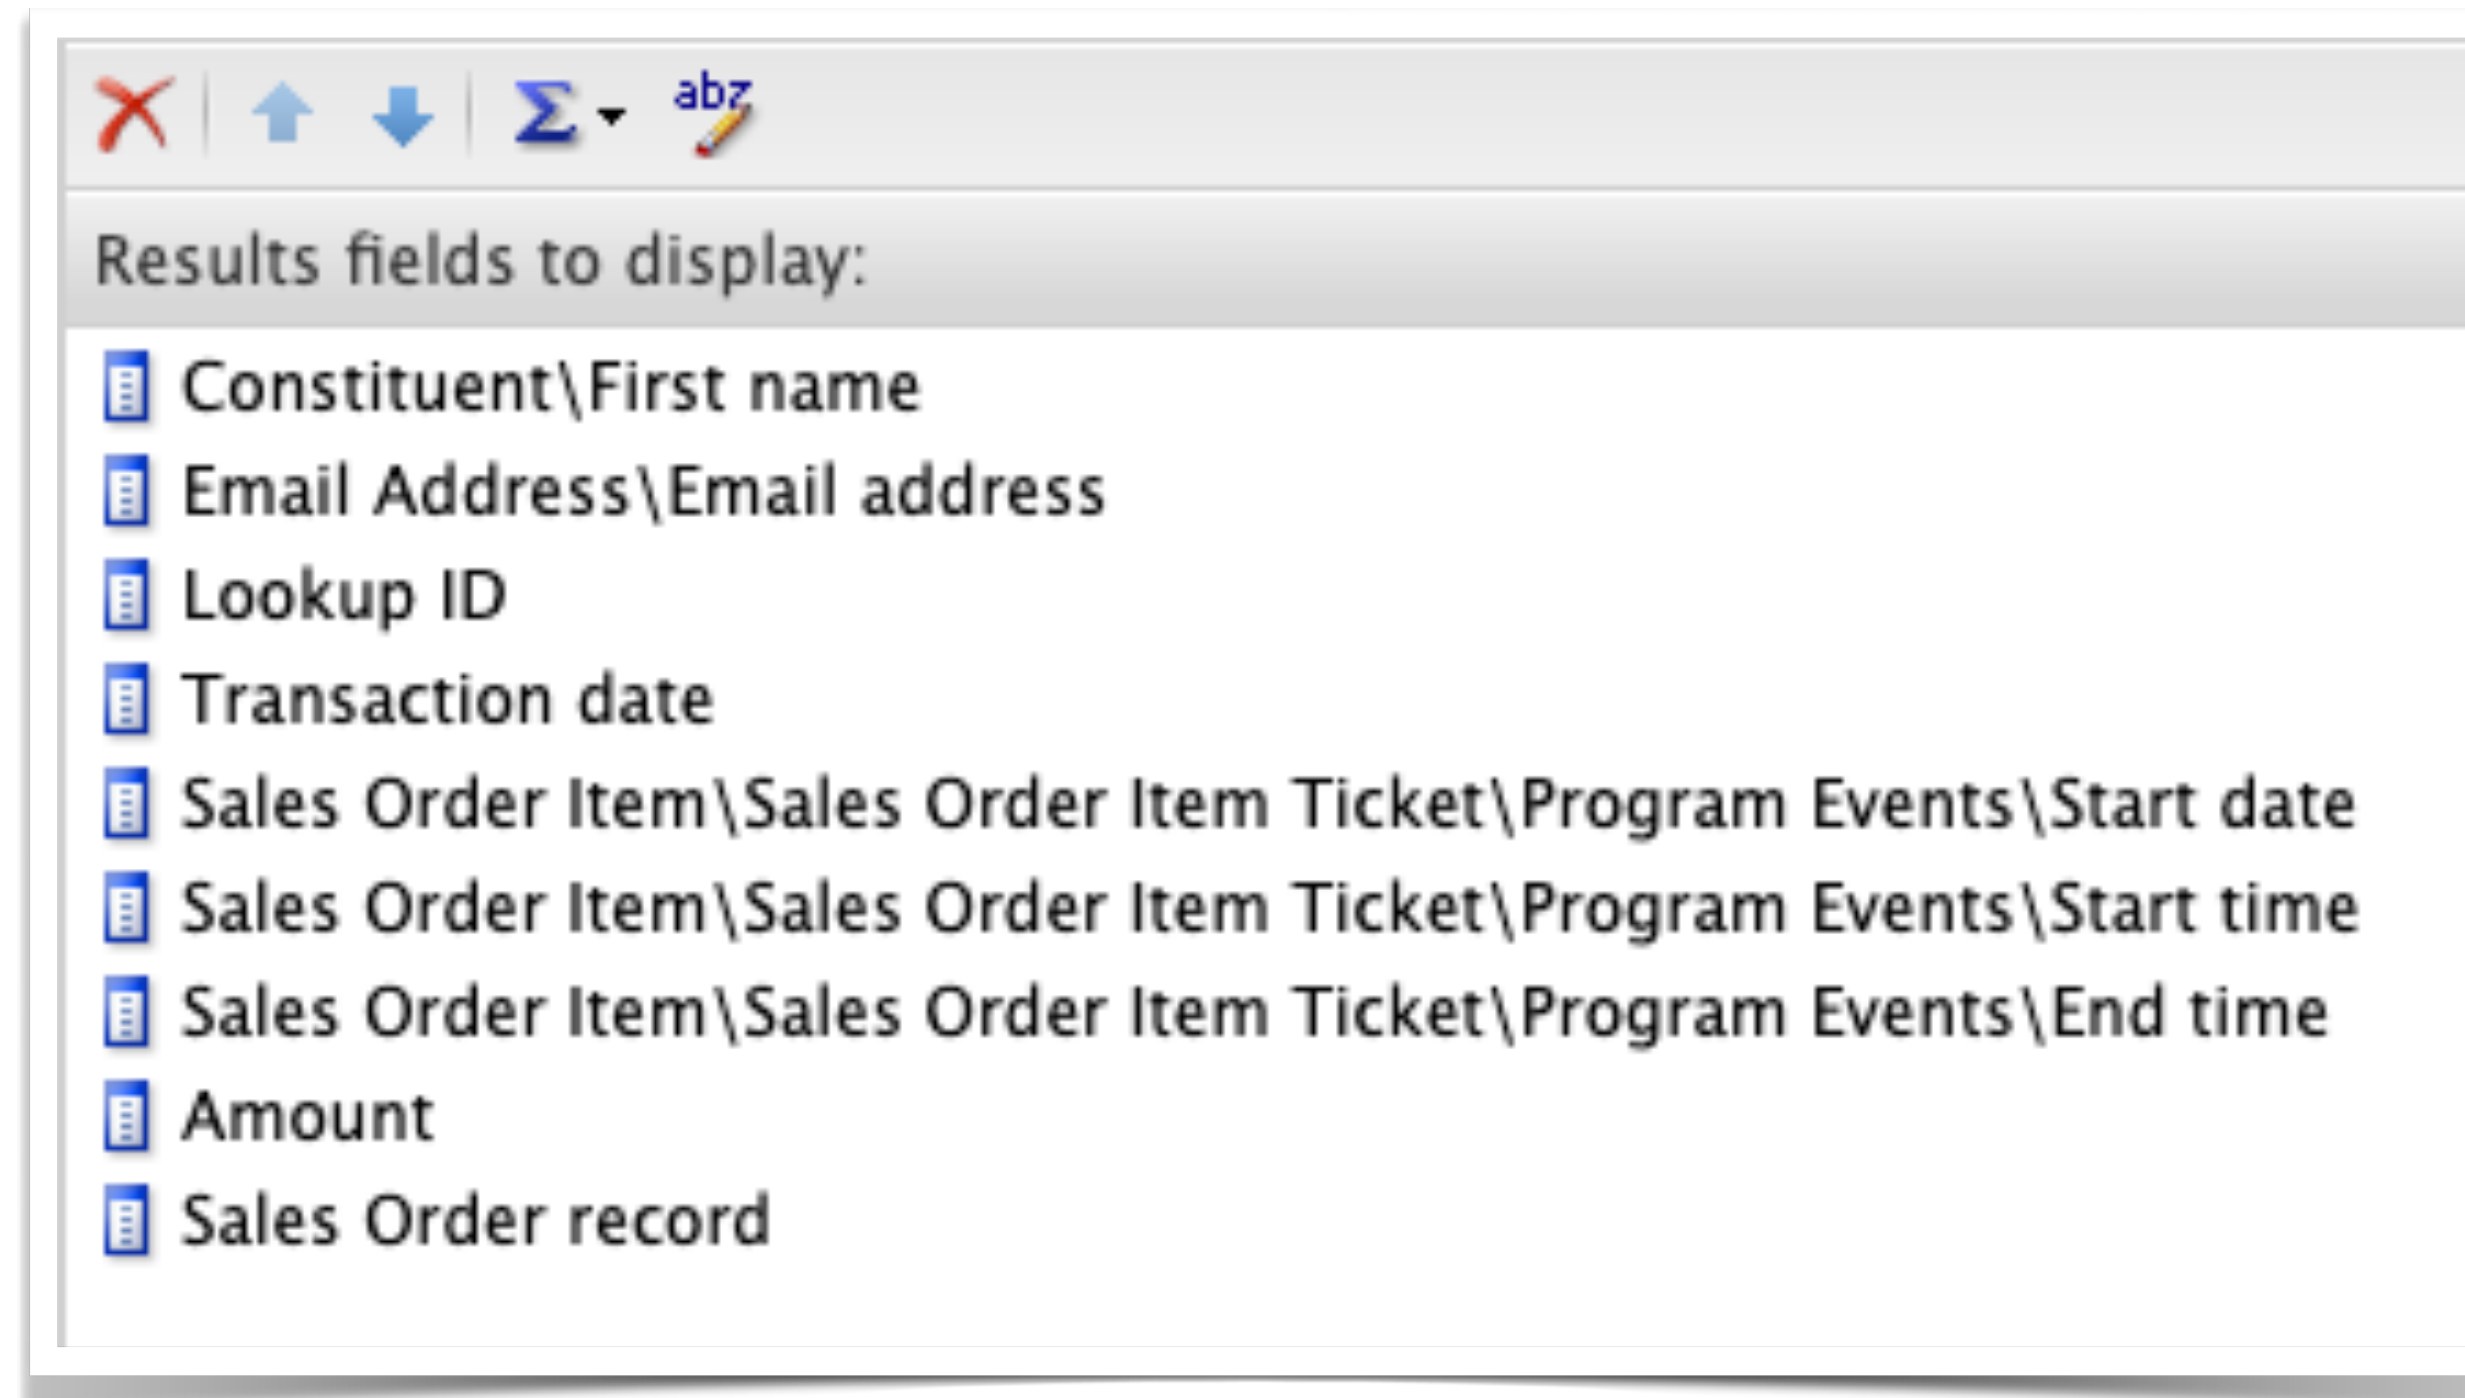 abz
Results fields to display:
Constituent\First name
Email Address\Email address
Lookup ID
Transaction date
Sales Order Item\Sales Order Item Ticket\Program Events\Start date
Sales Order Item\Sales Order Item Ticket\Program Events\Start time
Sales Order Item\Sales Order Item Ticket\Program Events\End time
Amount
Sales Order record